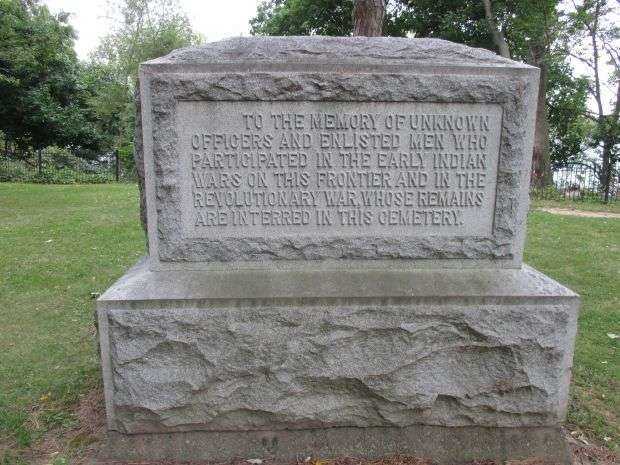 TO THE MEMORY OF UNKNOWN
OFFICERS AND ENLISTED MEN WHO
PARTICIPATED IN THE EARLY INDIAN
WARS ON THIS FRONTIER AND IN THE
REVOLUTIONARY WAR, WHOSE REMAINS
ARE INTERRED IN THIS CEMETERY.